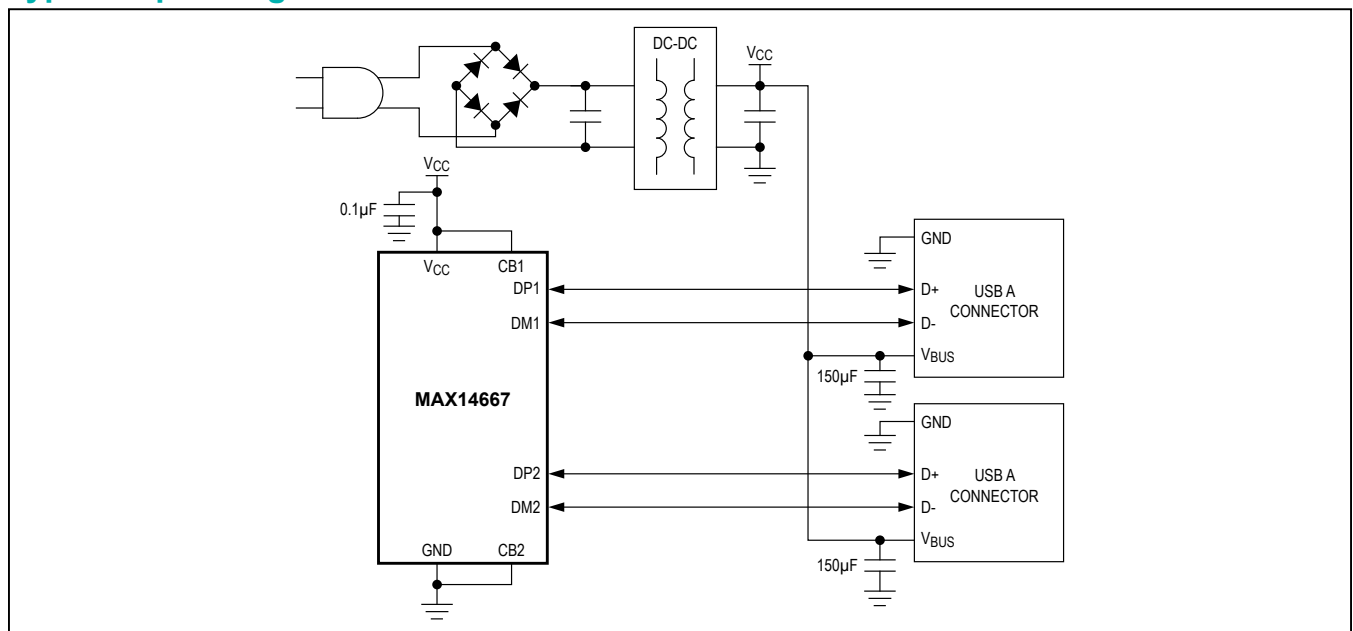 DC-DC
VCC
VCC
0.1µF
VCC
CB1
DP1
DM1
MAX14667
DP2
DM2
GND
CB2
GND
D+
USB A
CONNECTOR
D-
VBUS
150µF
GND
D+
USB A
CONNECTOR
D-
VBUS
150µF